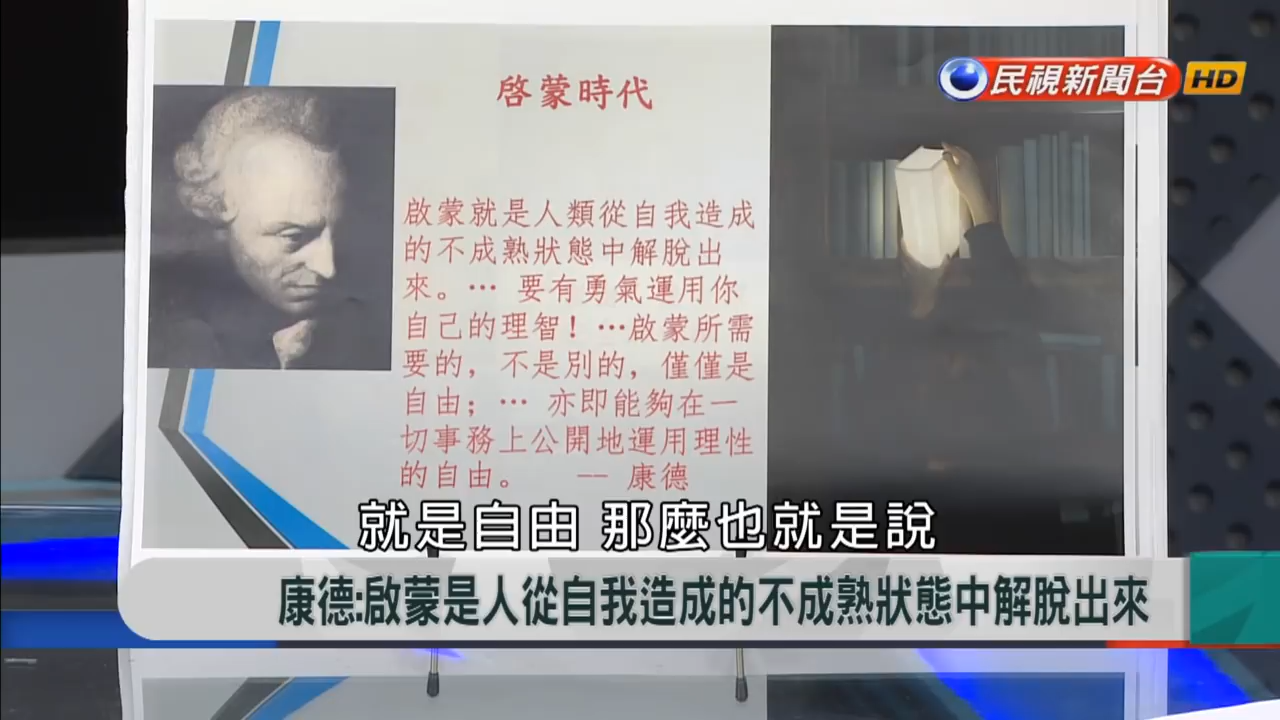 民視新聞台 HD
啓蒙時代
啟蒙就是人類從自我造成
的不成熟狀態中解脫出
來。… 要有勇氣運用你
自己的理智！…啟蒙所需
要的，不是別的，僅僅是
自由；… 亦即能夠在一
切事務上公開地運用理性
的自由。 -- 康德
就是自由 那麼也就是說
康德:啟蒙是人從自我造成的不成熟狀態中解脫出來